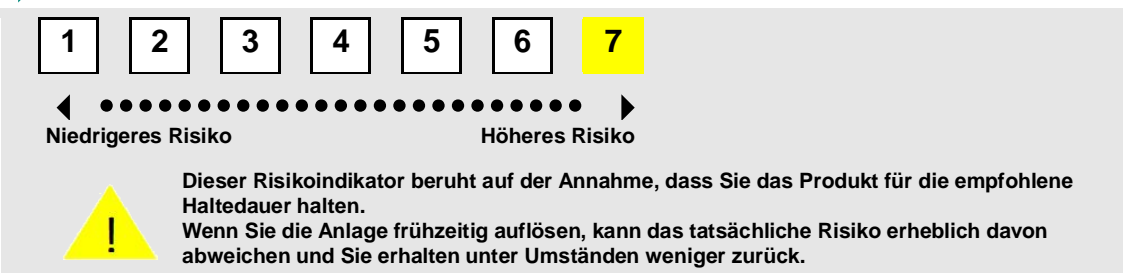 1 2 3 4 5 6 7
Niedrigeres Risiko Höheres Risiko
! Dieser Risikoindikator beruht auf der Annahme, dass Sie das Produkt für die empfohlene
Haltedauer halten.
Wenn Sie die Anlage frühzeitig auflösen, kann das tatsächliche Risiko erheblich davon
abweichen und Sie erhalten unter Umständen weniger zurück.